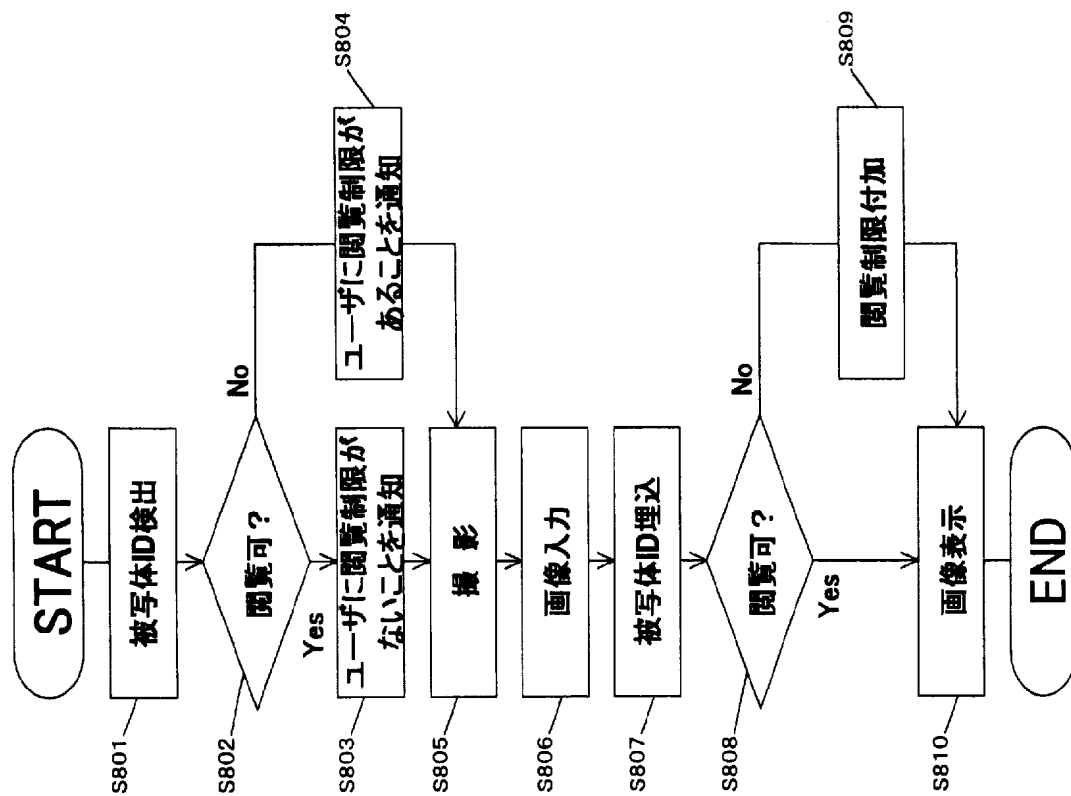 START
被写体ID検出
S801
閲覧可?
S802
No
Yes
ユーザに閲覧制限が
ないことを通知
S803
ユーザに閲覧制限が
あることを通知
S804
撮 影
S805
画像入力
S806
被写体ID埋込
S807
閲覧可?
S808
No
Yes
閲覧制限付加
S809
画像表示
S810
END